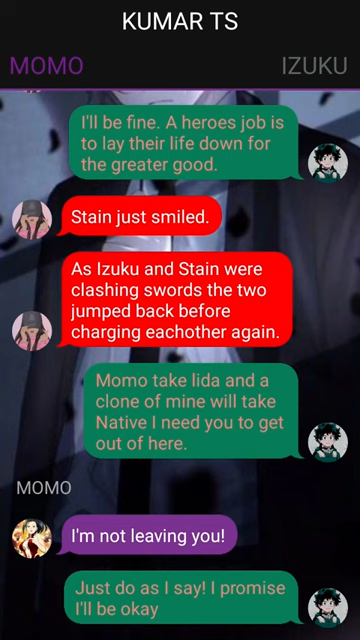 KUMAR TS
MOMO IZUKU
I'll be fine. A heroes job is
to lay their life down for
the greater good.
Stain just smiled.
As Izuku and Stain were
clashing swords the two
jumped back before
charging eachother again.
Momo take Iida and a
clone of mine will take
Native I need you to get
out of here.
MOMO
I'm not leaving you!
Just do as I say! I promise
I'll be okay